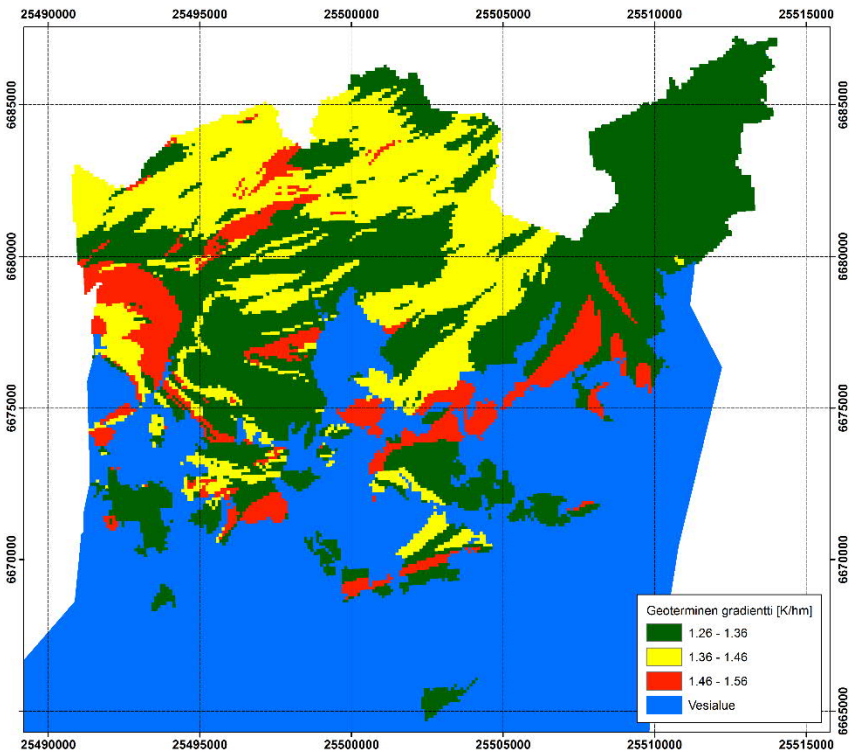 25490000 25495000 25500000 25505000 25510000 25515000
6685000 6685000
6680000 6680000
6675000 6675000
6670000 6670000
6665000 6665000
Geoterminen gradientti [K/hm]
1.26 - 1.36
1.36 - 1.46
1.46 - 1.56
Vesialue
25490000 25495000 25500000 25505000 25510000 25515000